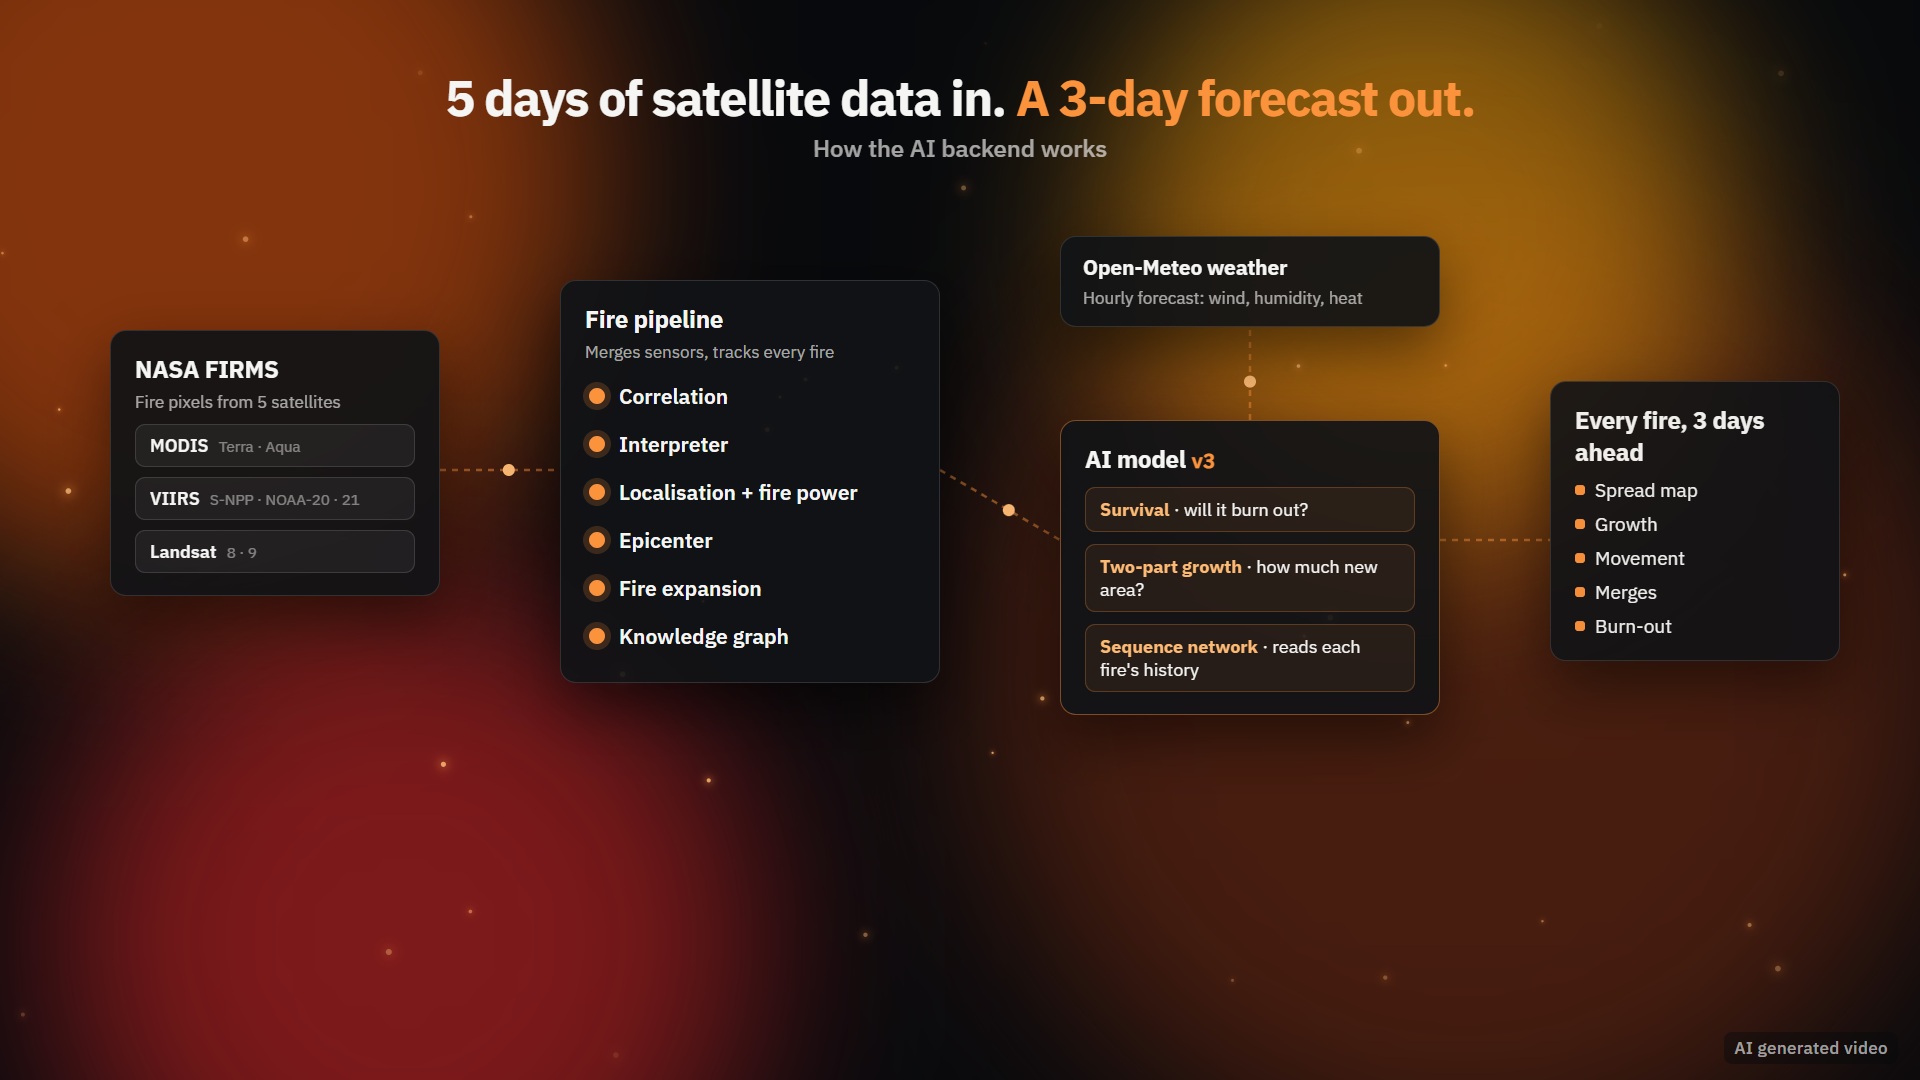 5 days of satellite data in. A 3-day forecast out.
How the AI backend works
NASA FIRMS
Fire pixels from 5 satellites
MODIS Terra · Aqua
VIIRS S-NPP · NOAA-20 · 21
Landsat 8 · 9
Fire pipeline
Merges sensors, tracks every fire
Correlation
Interpreter
Localisation + fire power
Epicenter
Fire expansion
Knowledge graph
Open-Meteo weather
Hourly forecast: wind, humidity, heat
AI model v3
Survival · will it burn out?
Two-part growth · how much new
area?
Sequence network · reads each
fire's history
Every fire, 3 days
ahead
Spread map
Growth
Movement
Merges
Burn-out
AI generated video